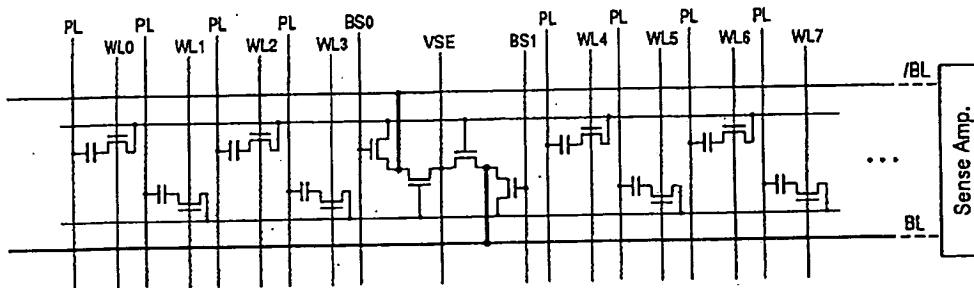 PL PL PL PL BS0 PL PL PL PL
WL0 WL1 WL2 WL3 VSE BS1 WL4 WL5 WL6 WL7
/BL
BL
Sense Amp.